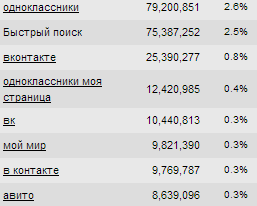 одноклассники 79,200,851 2.6%
Быстрый поиск 75,387,252 2.5%
вконтакте 25,390,277 0.8%
одноклассники моя 12,420,985 0.4%
страница
вк 10,440,813 0.3%
мой мир 9,821,390 0.3%
в контакте 9,769,787 0.3%
авито 8,639,096 0.3%